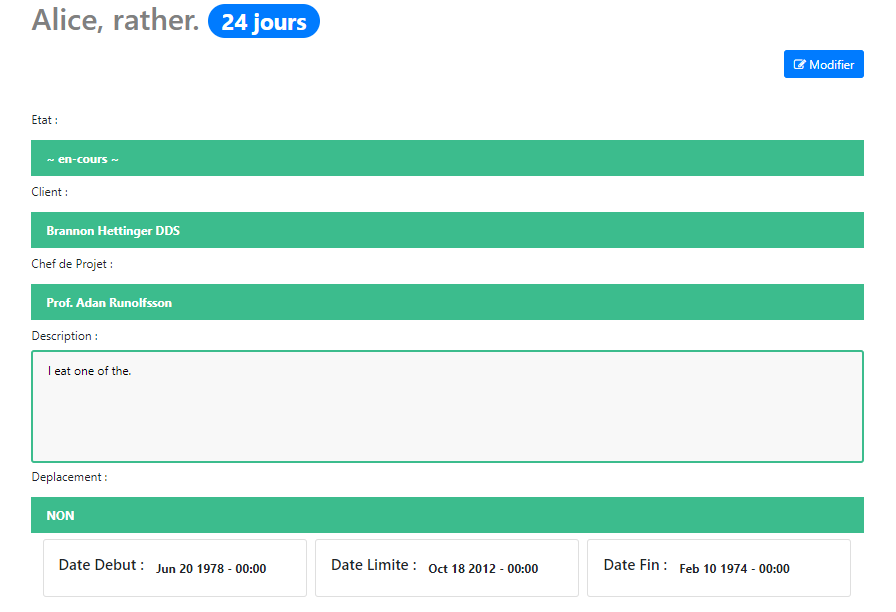 Alice, rather. 24 jours
Modifier
Etat :
~ en-cours ~
Client :
Brannon Hettinger DDS
Chef de Projet :
Prof. Adan Runolfsson
Description :
I eat one of the.
Deplacement :
NON
Date Debut : Jun 20 1978 - 00:00 Date Limite : Oct 18 2012 - 00:00 Date Fin : Feb 10 1974 - 00:00